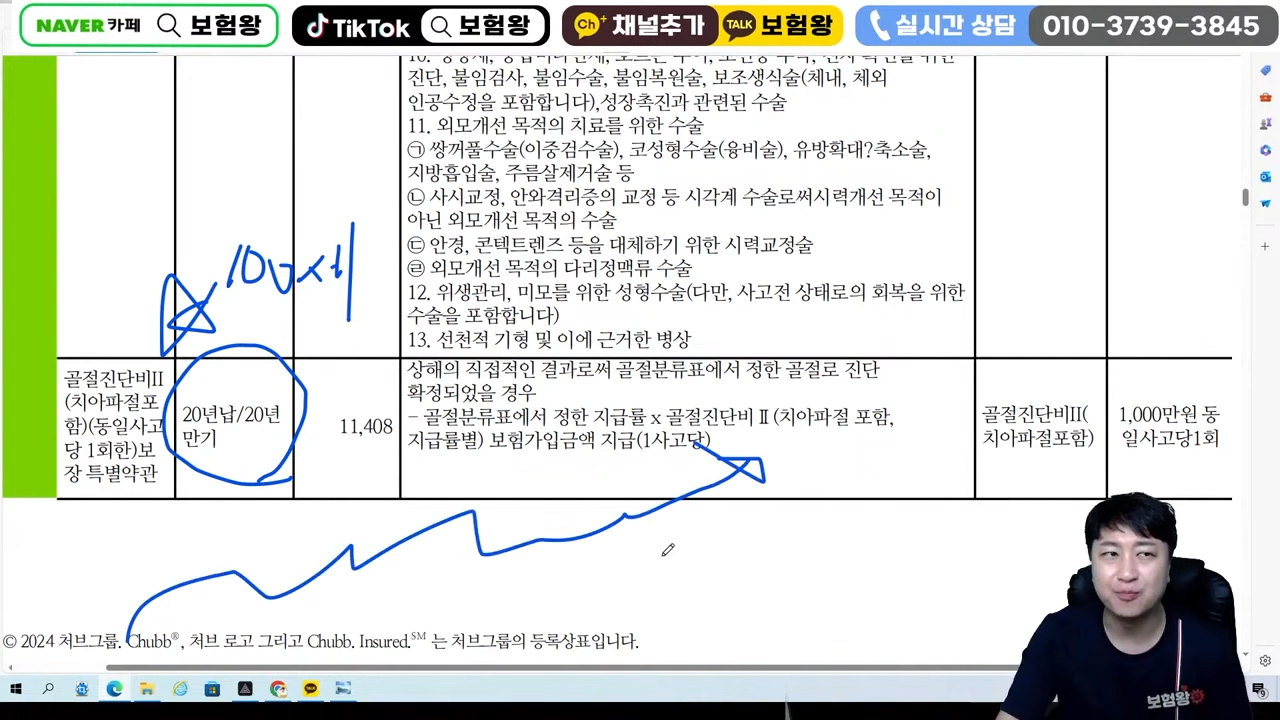 NAVER 카페 보험왕
TikTok 보험왕
Ch+ 채널추가 TALK 보험왕
실시간 상담 010-3739-3845
진단, 불임검사, 불임수술, 불임복원술, 보조생식술(체내, 체외
인공수정을 포함합니다),성장촉진과 관련된 수술
11. 외모개선 목적의 치료를 위한 수술
㉠ 쌍꺼풀수술(이중검수술), 코성형수술(융비술), 유방확대?축소술,
지방흡입술, 주름살제거술 등
㉡ 사시교정, 안와격리증의 교정 등 시각계 수술로써시력개선 목적이
아닌 외모개선 목적의 수술
㉢ 안경, 콘텍트렌즈 등을 대체하기 위한 시력교정술
㉣ 외모개선 목적의 다리정맥류 수술
12. 위생관리, 미모를 위한 성형수술(다만, 사고전 상태로의 회복을 위한
수술을 포함합니다)
13. 선천적 기형 및 이에 근거한 병상
100세
골절진단비II
(치아파절포
함)(동일사고
당 1회한)보
장 특별약관
20년납/20년
만기
11,408
상해의 직접적인 결과로써 골절분류표에서 정한 골절로 진단
확정되었을 경우
- 골절분류표에서 정한 지급률 x 골절진단비Ⅱ(치아파절 포함,
지급률별) 보험가입금액 지급(1사고당)
골절진단비II(
치아파절포함)
1,000만원 동
일사고당1회
© 2024 처브그룹. Chubb®, 처브 로고 그리고 Chubb. Insured.℠ 는 처브그룹의 등록상표입니다.
보험왕